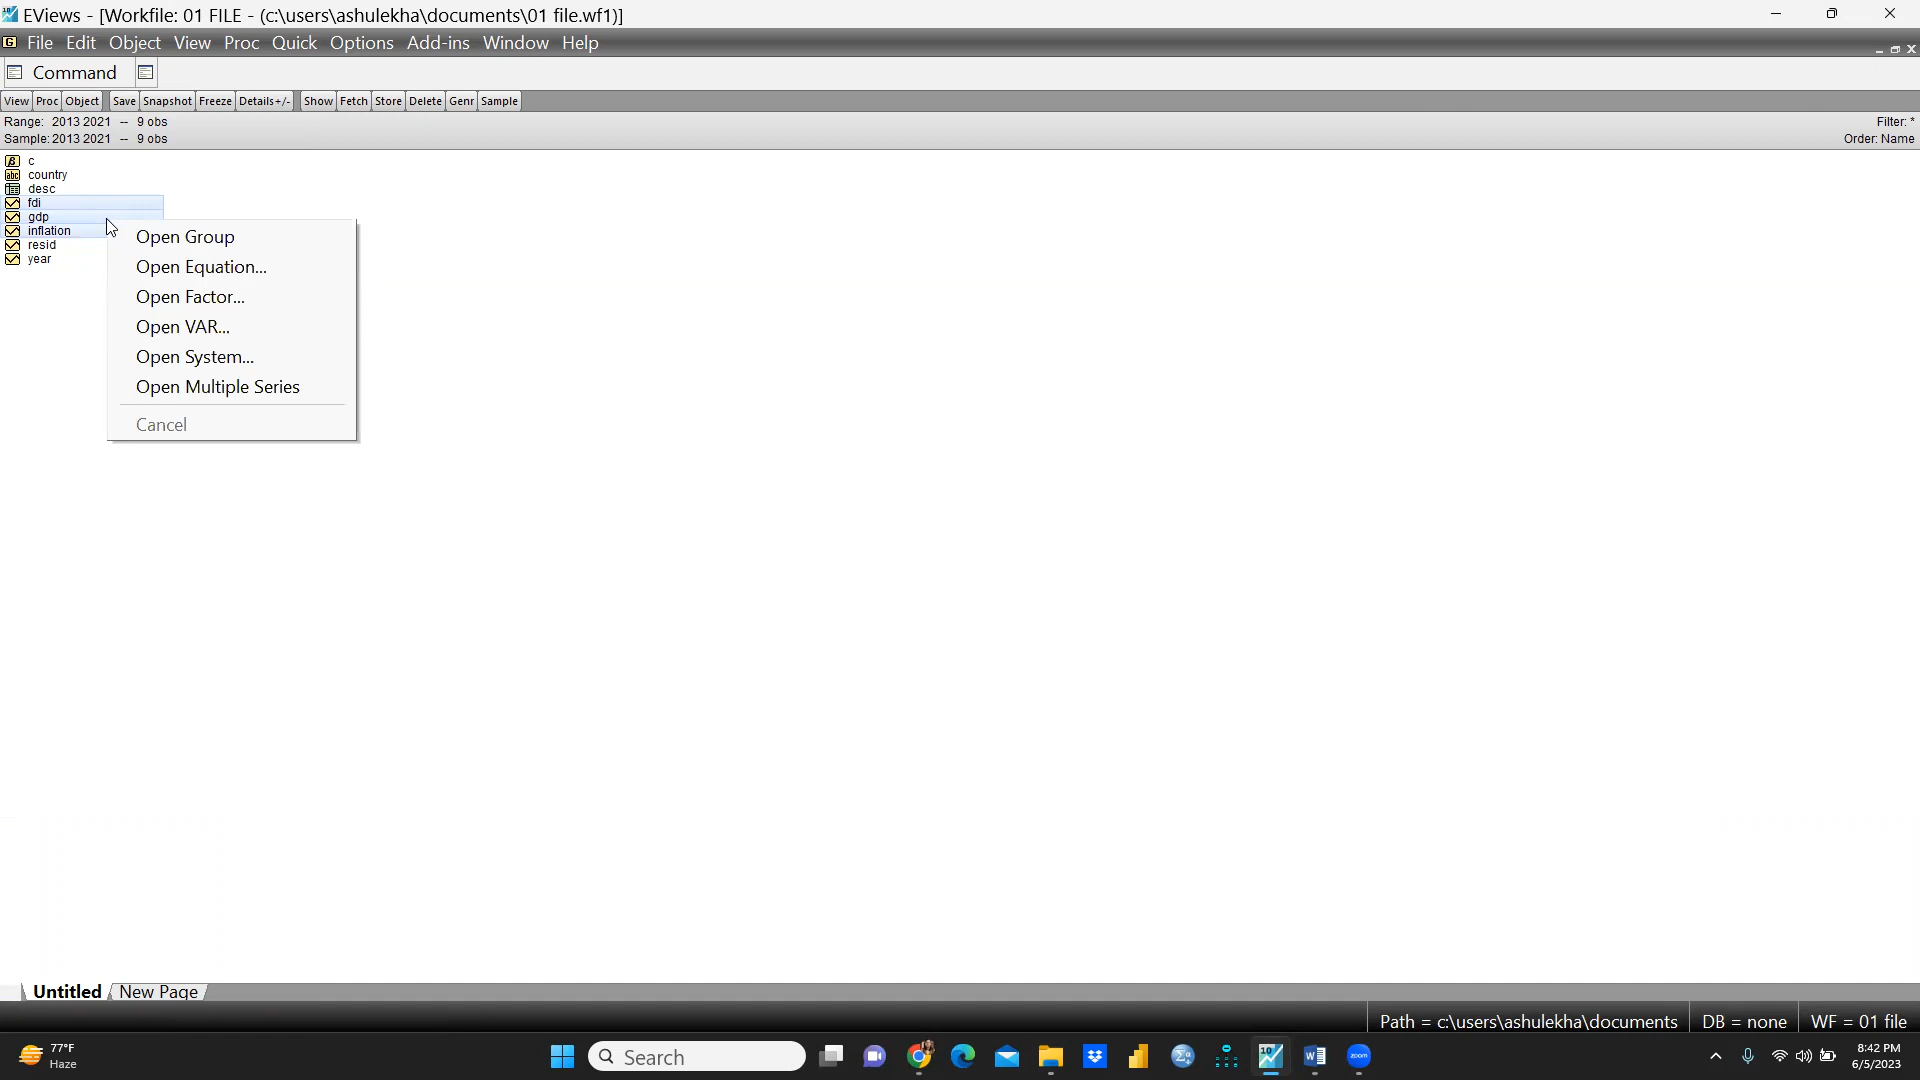 EViews - [Workfile: 01 FILE - (c:\users\ashulekha\documents\01 file.wf1)]
File Edit Object View Proc Quick Options Add-ins Window Help
Command
View Proc Object Save Snapshot Freeze Details+/- Show Fetch Store Delete Genr Sample
Range: 2013 2021 -- 9 obs Filter: *
Sample: 2013 2021 -- 9 obs Order: Name
c
abc country
desc
fdi
gdp
inflation
resid
year
Open Group
Open Equation...
Open Factor...
Open VAR...
Open System...
Open Multiple Series
Cancel
Untitled New Page
Path = c:\users\ashulekha\documents DB = none WF = 01 file
77°F
Haze
Search
zoom
8:42 PM
6/5/2023